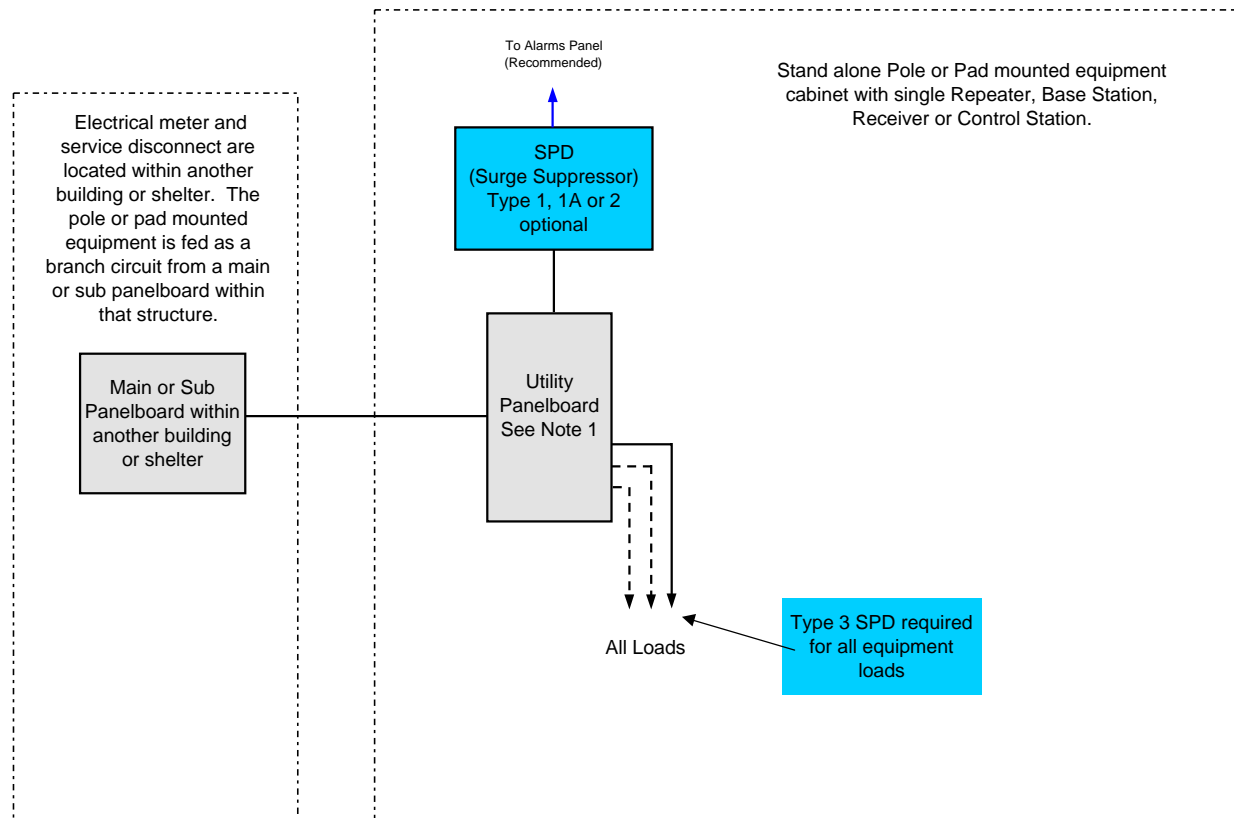 To Alarms Panel
(Recommended)
Stand alone Pole or Pad mounted equipment
cabinet with single Repeater, Base Station,
Receiver or Control Station.
Electrical meter and
service disconnect are
located within another
building or shelter.  The
pole or pad mounted
equipment is fed as a
branch circuit from a main
or sub panelboard within
that structure.
SPD
(Surge Suppressor)
Type 1, 1A or 2
optional
Main or Sub
Panelboard within
another building
or shelter
Utility
Panelboard
See Note 1
All Loads
Type 3 SPD required
for all equipment
loads